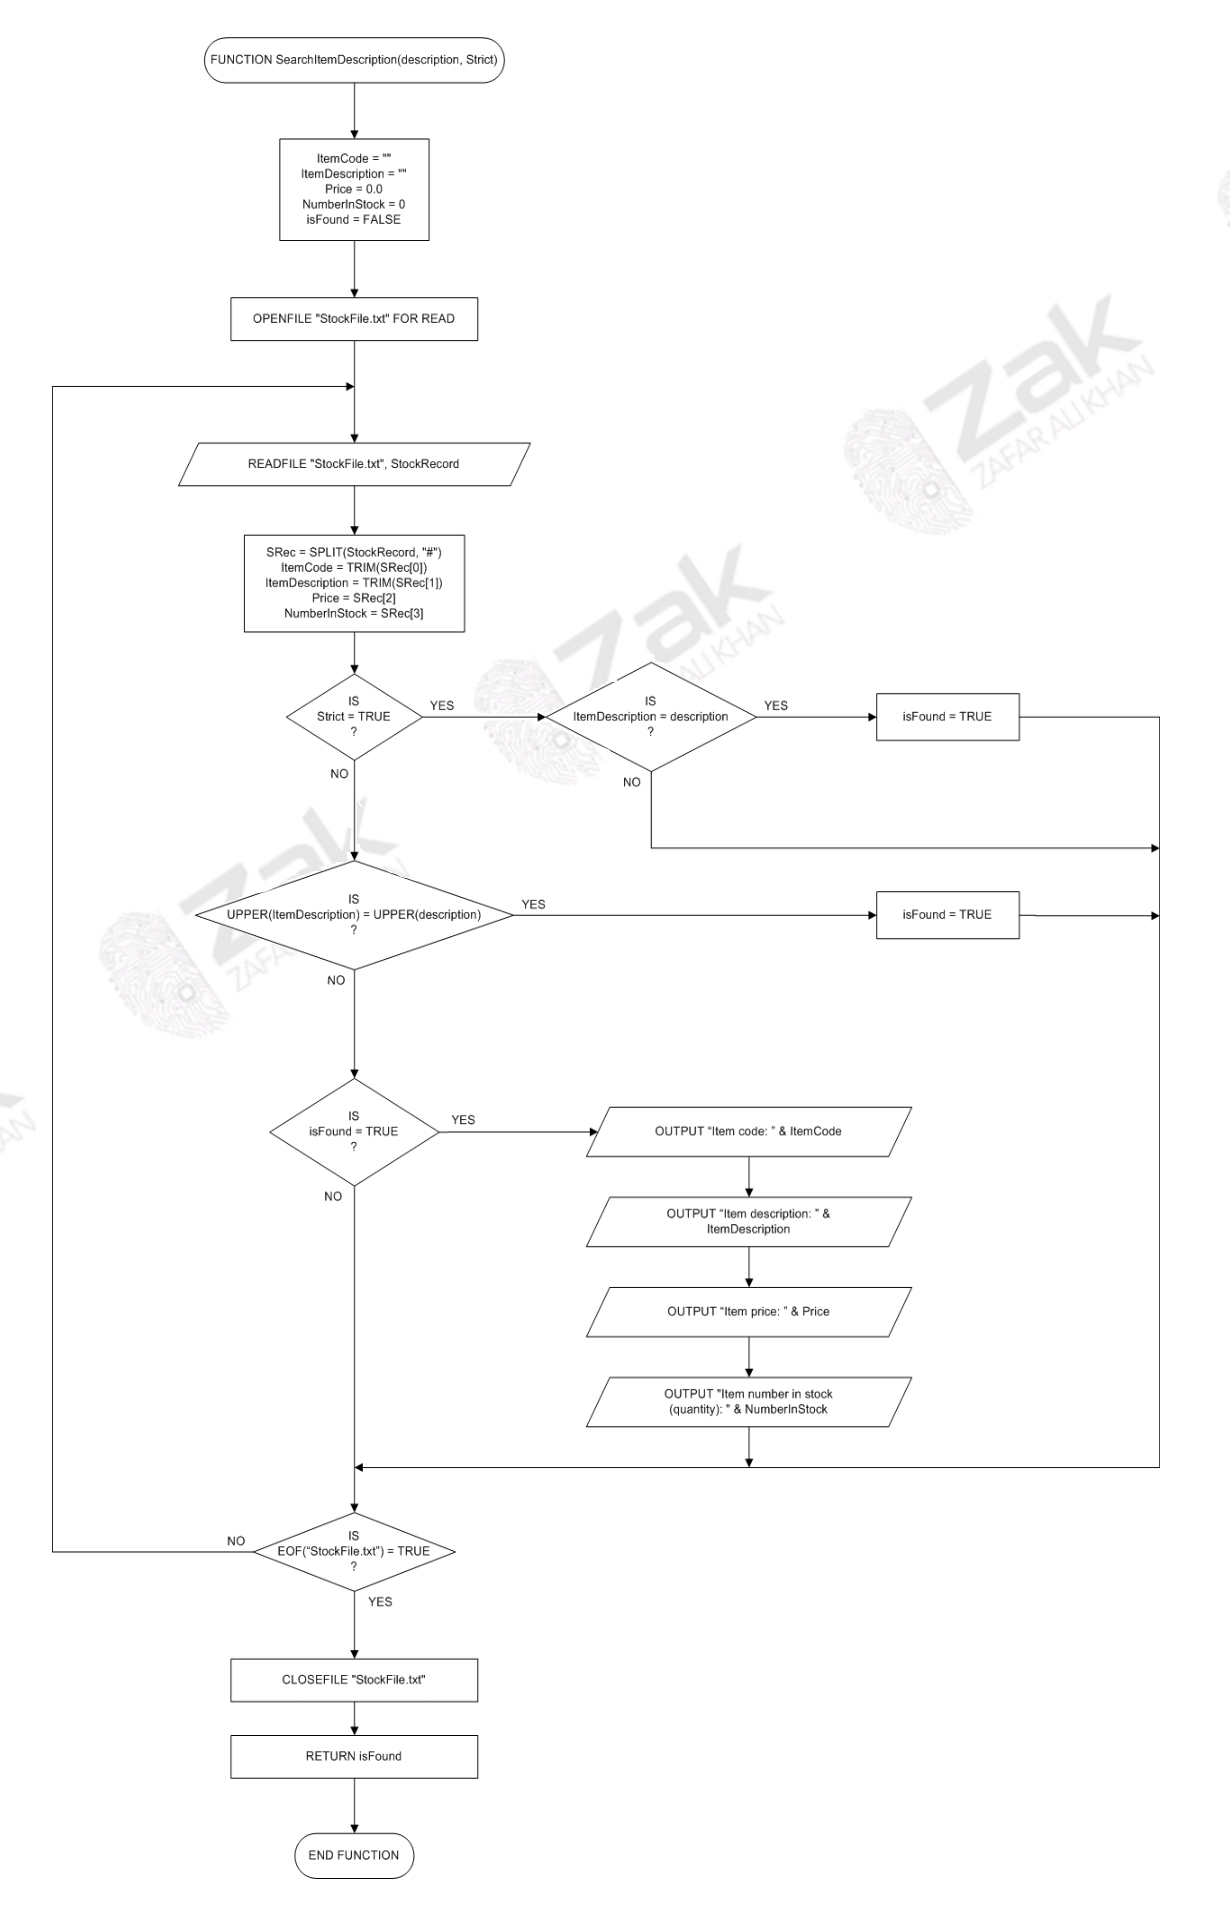 FUNCTION SearchItemDescription(description, Strict)
ItemCode = ""
ItemDescription = ""
Price = 0.0
NumberInStock = 0
isFound = FALSE
OPENFILE "StockFile.txt" FOR READ
READFILE "StockFile.txt", StockRecord
SRec = SPLIT(StockRecord, "#")
ItemCode = TRIM(SRec[0])
ItemDescription = TRIM(SRec[1])
Price = SRec[2]
NumberInStock = SRec[3]
IS
Strict = TRUE
?
YES
NO
IS
ItemDescription = description
?
YES
NO
isFound = TRUE
IS
UPPER(ItemDescription) = UPPER(description)
?
YES
NO
isFound = TRUE
IS
isFound = TRUE
?
YES
NO
OUTPUT “Item code: ” & ItemCode
OUTPUT “Item description: ” &
ItemDescription
OUTPUT “Item price: ” & Price
OUTPUT "Item number in stock
(quantity): " & NumberInStock
IS
EOF(“StockFile.txt”) = TRUE
?
NO
YES
CLOSEFILE "StockFile.txt"
RETURN isFound
END FUNCTION
Zak
ZAFAR ALI KHAN
Zak
ALI KHAN
Zak